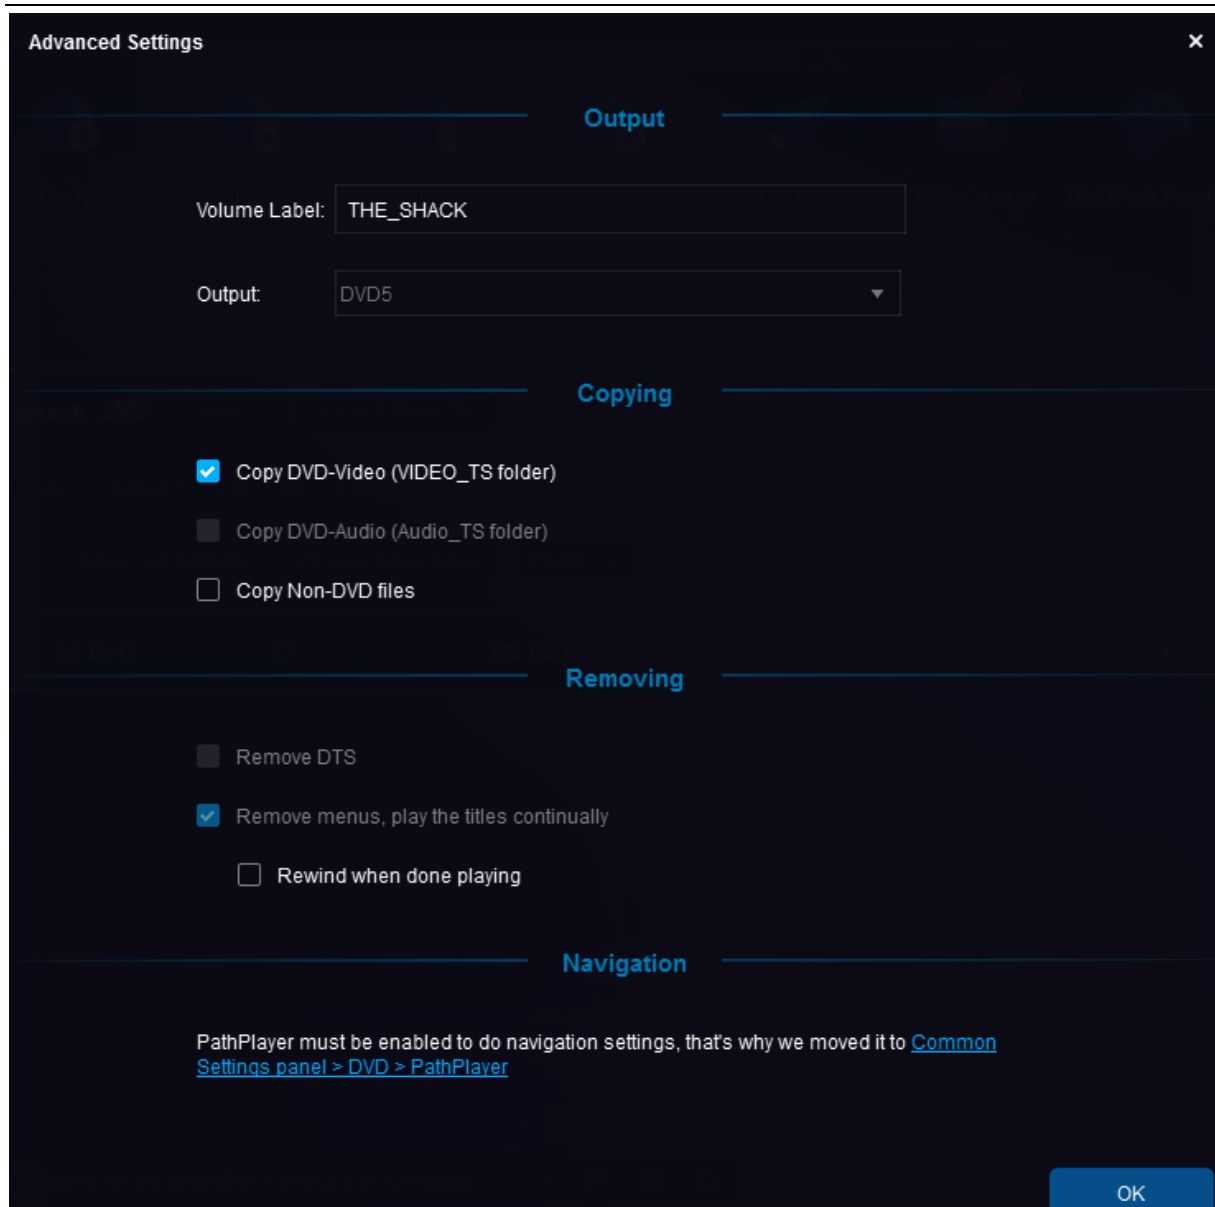 Advanced Settings
Output
Volume Label: THE_SHACK
Output: DVD5
Copying
Copy DVD-Video (VIDEO_TS folder)
Copy DVD-Audio (Audio_TS folder)
Copy Non-DVD files
Removing
Remove DTS
Remove menus, play the titles continually
Rewind when done playing
Navigation
PathPlayer must be enabled to do navigation settings, that's why we moved it to Common
Settings panel > DVD > PathPlayer
OK